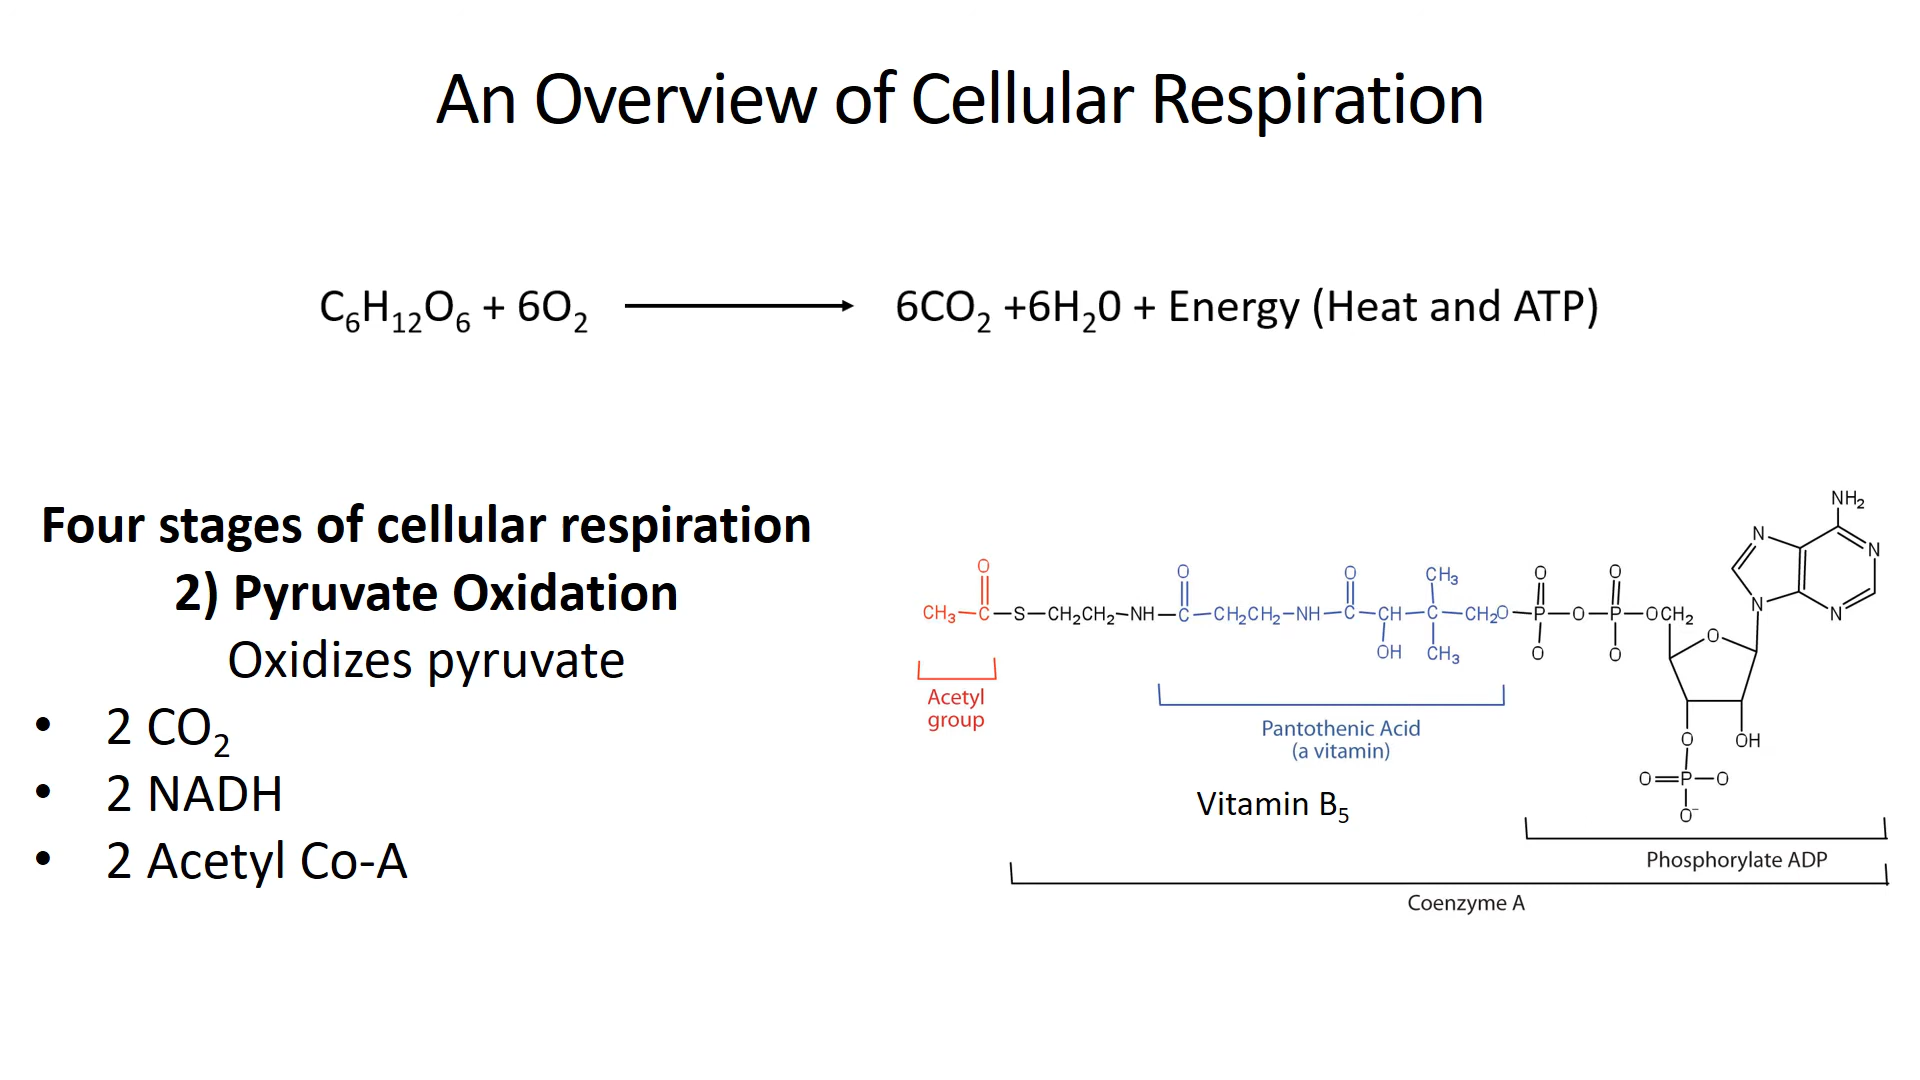 An Overview of Cellular Respiration
C₆H₁₂O₆ + 6O₂ ⟶ 6CO₂ +6H₂0 + Energy (Heat and ATP)
Four stages of cellular respiration
2) Pyruvate Oxidation
Oxidizes pyruvate
• 2 CO₂
• 2 NADH
• 2 Acetyl Co-A
NH₂
N
N
N
N
O O O CH₃ O O
CH₃—C—S—CH₂CH₂—NH—C—CH₂CH₂—NH—C—CH—C—CH₂O—P—O—P—OCH₂
O
OH CH₃ O O
Acetyl
group
Pantothenic Acid
(a vitamin)
O OH
O=P—O
O⁻
Vitamin B₅
Phosphorylate ADP
Coenzyme A